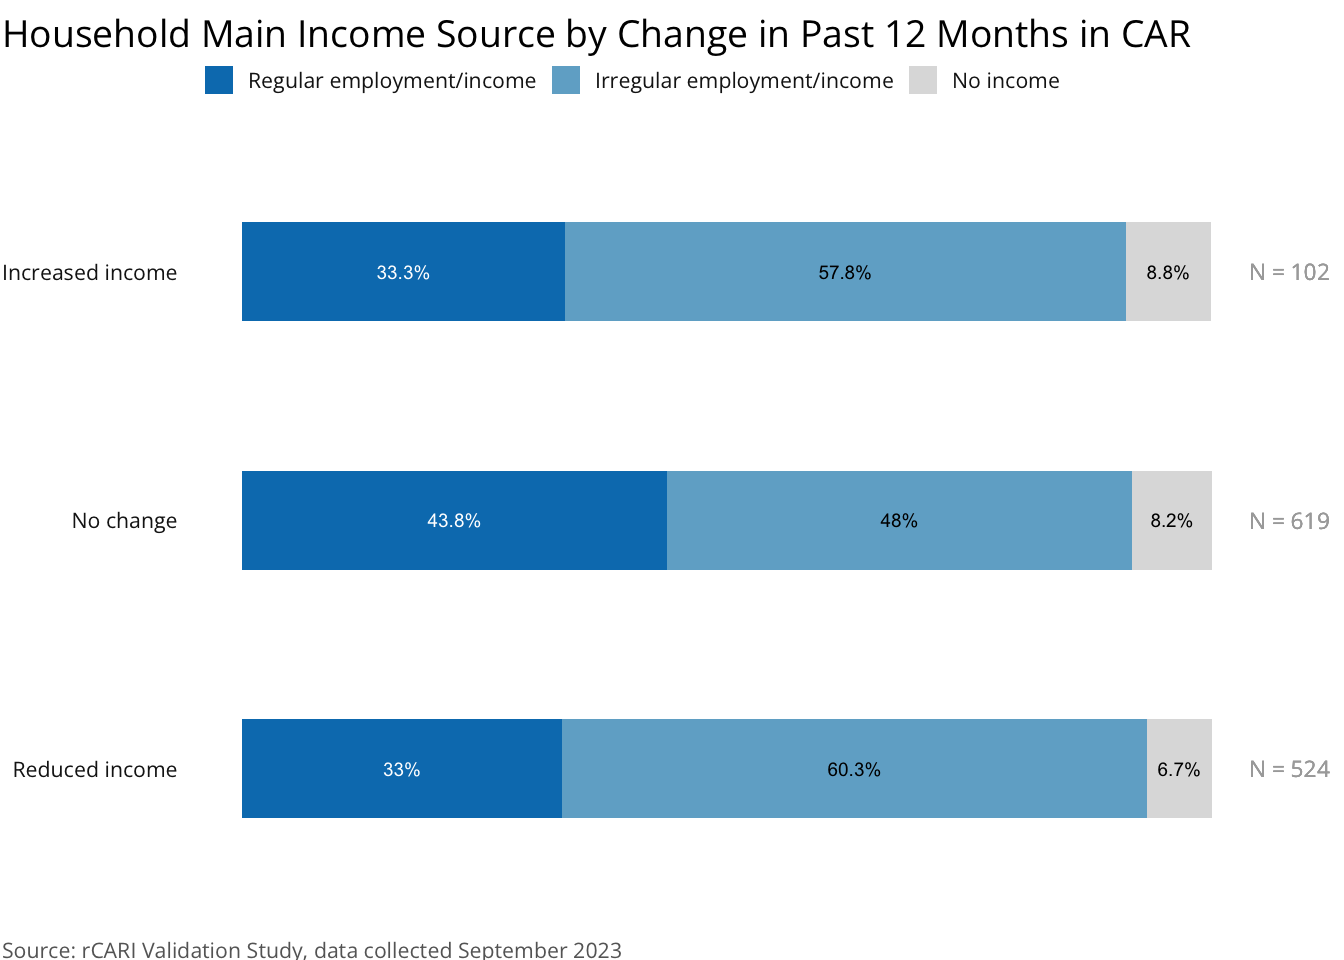 Household Main Income Source by Change in Past 12 Months in CAR
Regular employment/income Irregular employment/income No income
Increased income 33.3% 57.8% 8.8% N = 102
No change 43.8% 48% 8.2% N = 619
Reduced income 33% 60.3% 6.7% N = 524
Source: rCARI Validation Study, data collected September 2023